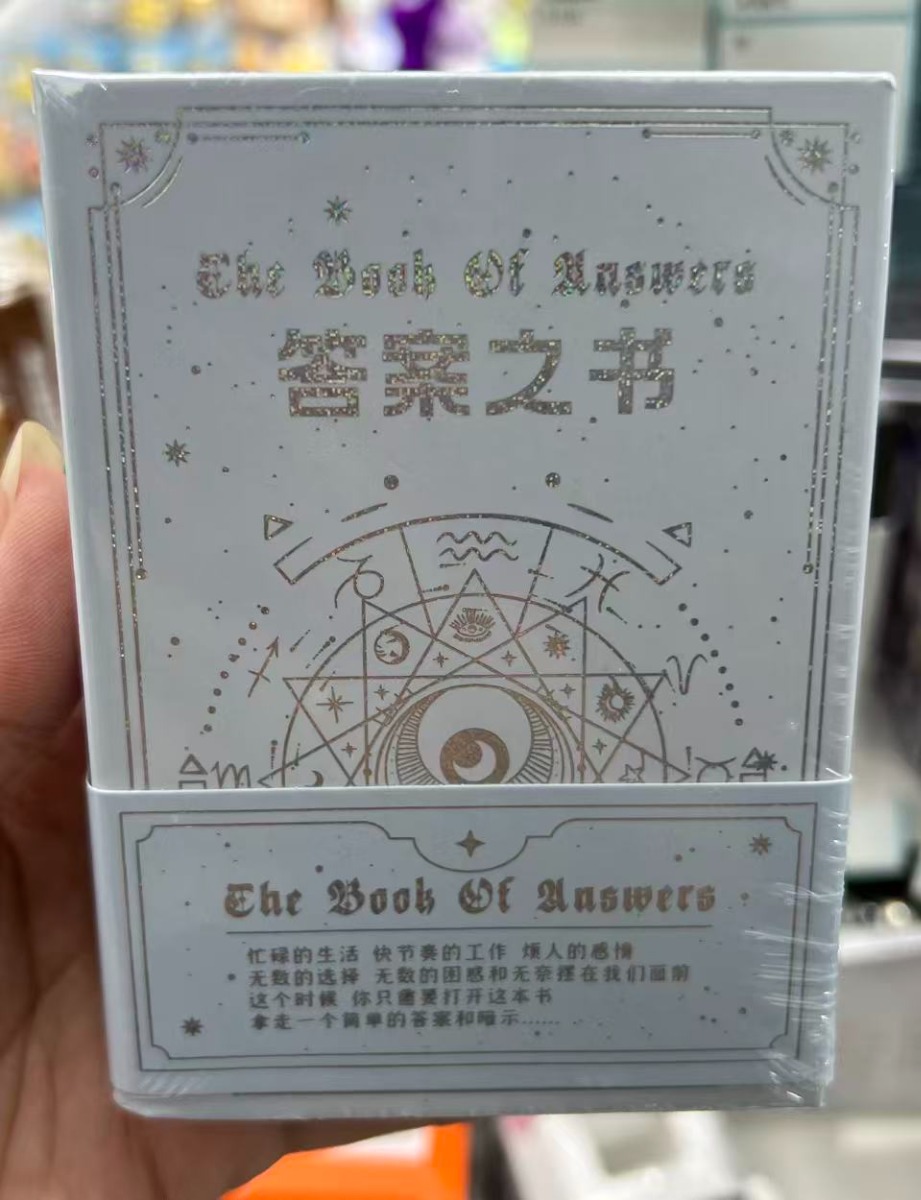 The Book Of Answers
答案之书
The Book Of Answers
忙碌的生活 快节奏的工作 烦人的感情
无数的选择 无数的困惑和无奈摆在我们面前
这个时候 你只需要打开这本书
拿走一个简单的答案和暗示......